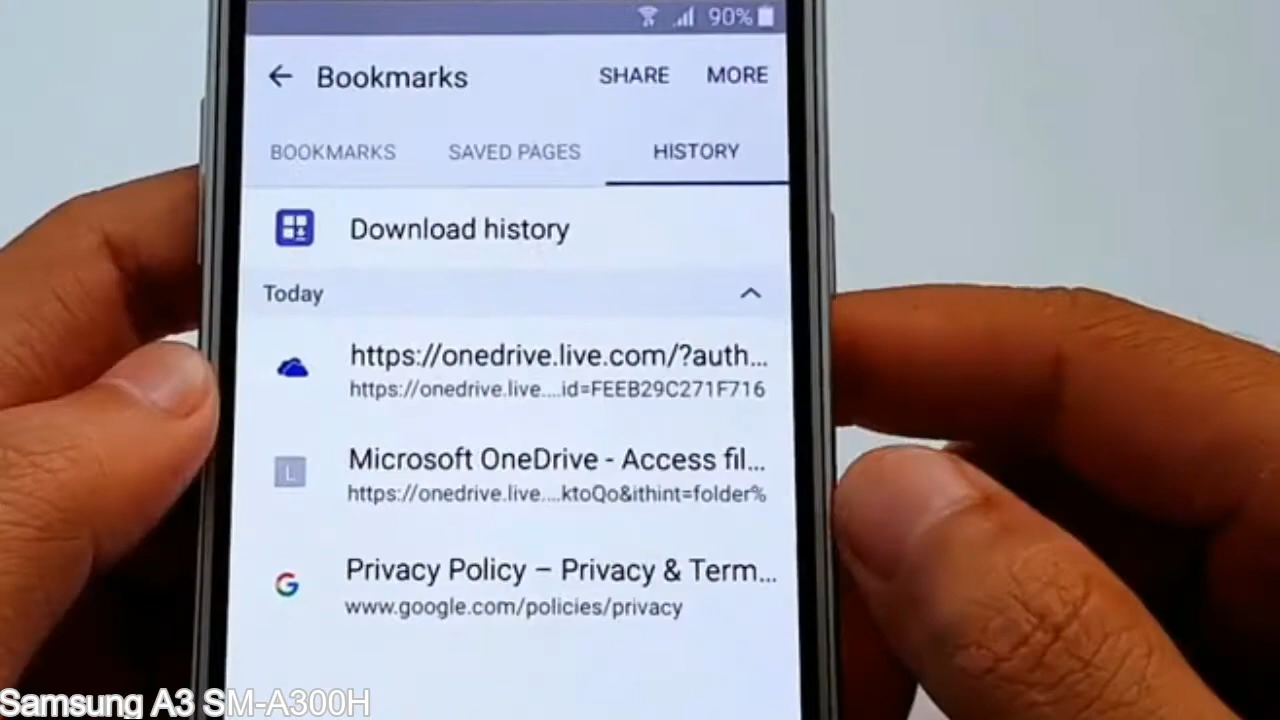 90%
Bookmarks SHARE MORE
BOOKMARKS SAVED PAGES HISTORY
Download history
Today
https://onedrive.live.com/?auth...
https://onedrive.live....id=FEEB29C271F716
L
Microsoft OneDrive - Access fil...
https://onedrive.live....ktoQo&ithint=folder%
G
Privacy Policy – Privacy & Term...
www.google.com/policies/privacy
Samsung A3 SM-A300H